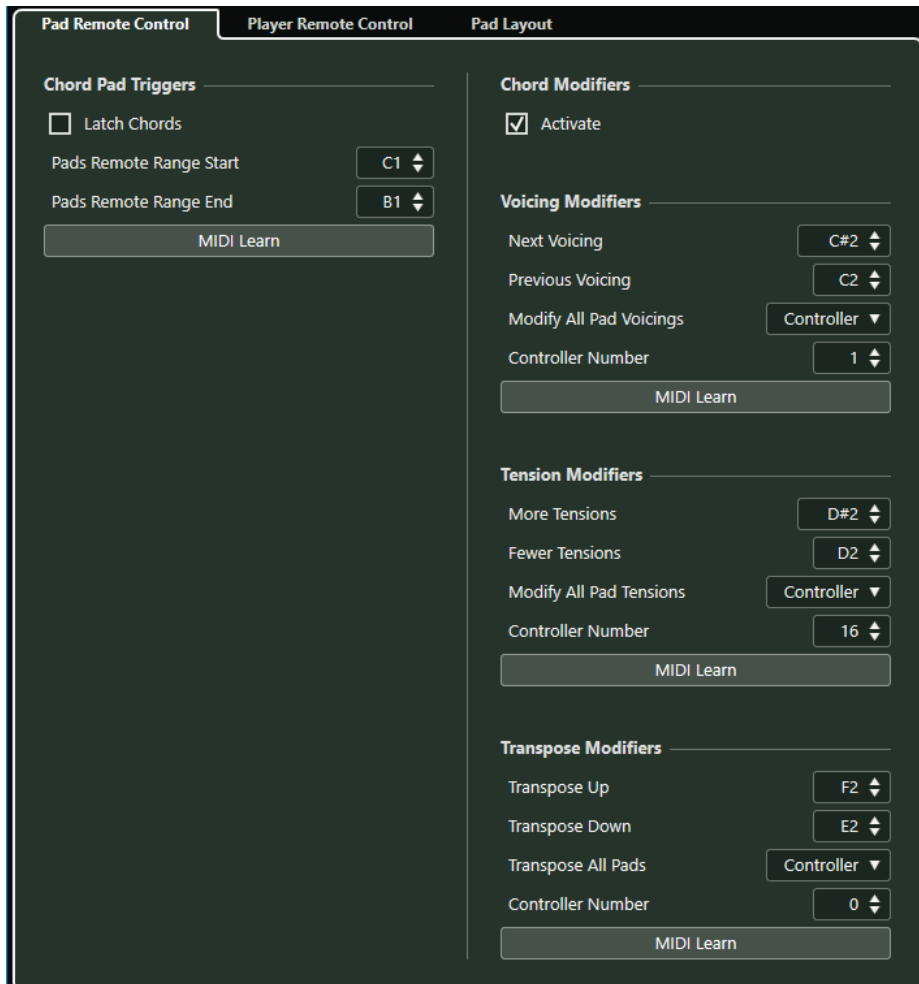 Pad Remote Control Player Remote Control Pad Layout
Chord Pad Triggers
Latch Chords
Pads Remote Range Start C1
Pads Remote Range End B1
MIDI Learn
Chord Modifiers
Activate
Voicing Modifiers
Next Voicing C#2
Previous Voicing C2
Modify All Pad Voicings Controller
Controller Number 1
MIDI Learn
Tension Modifiers
More Tensions D#2
Fewer Tensions D2
Modify All Pad Tensions Controller
Controller Number 16
MIDI Learn
Transpose Modifiers
Transpose Up F2
Transpose Down E2
Transpose All Pads Controller
Controller Number 0
MIDI Learn